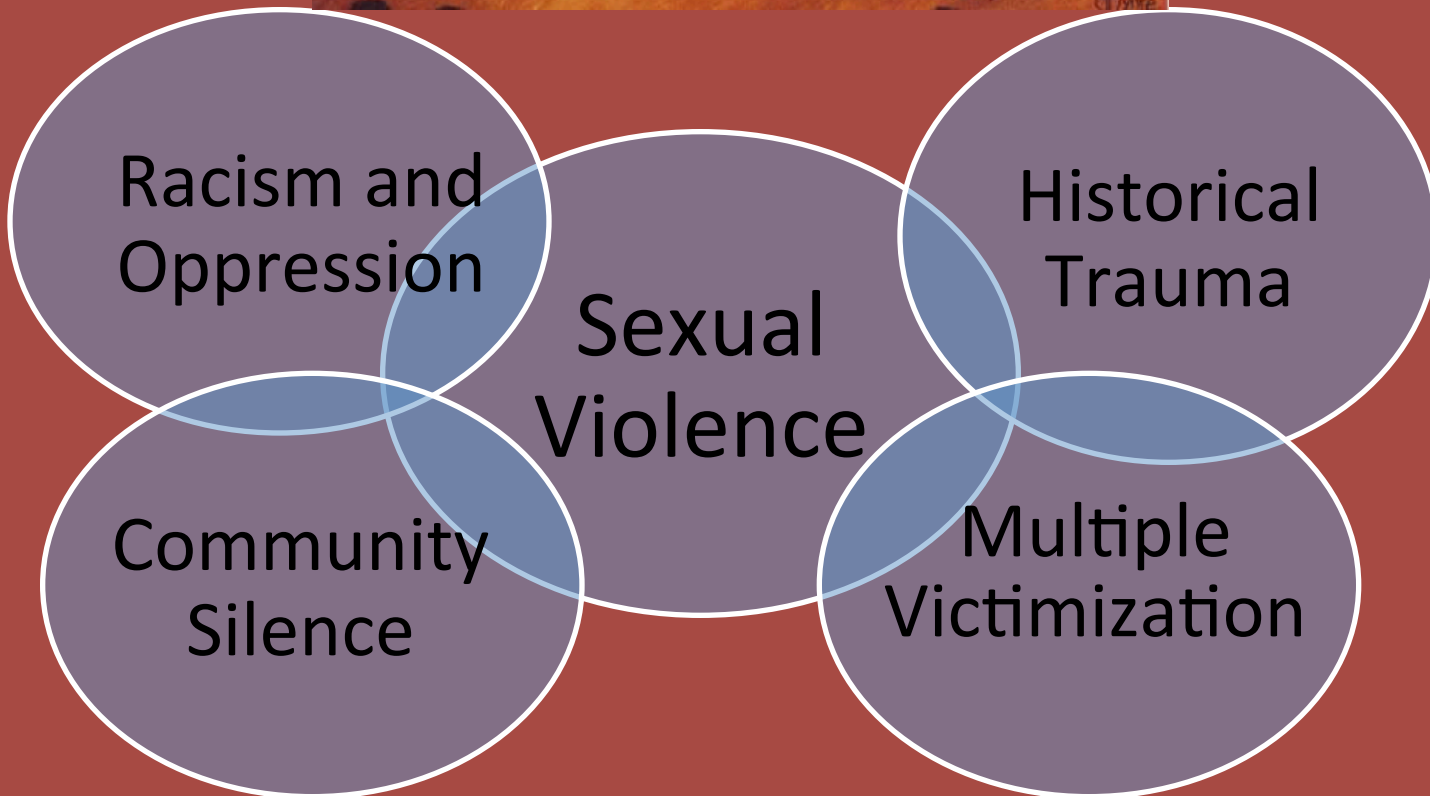 Racism and
Oppression
Sexual
Violence
Historical
Trauma
Community
Silence
Multiple
Victimization